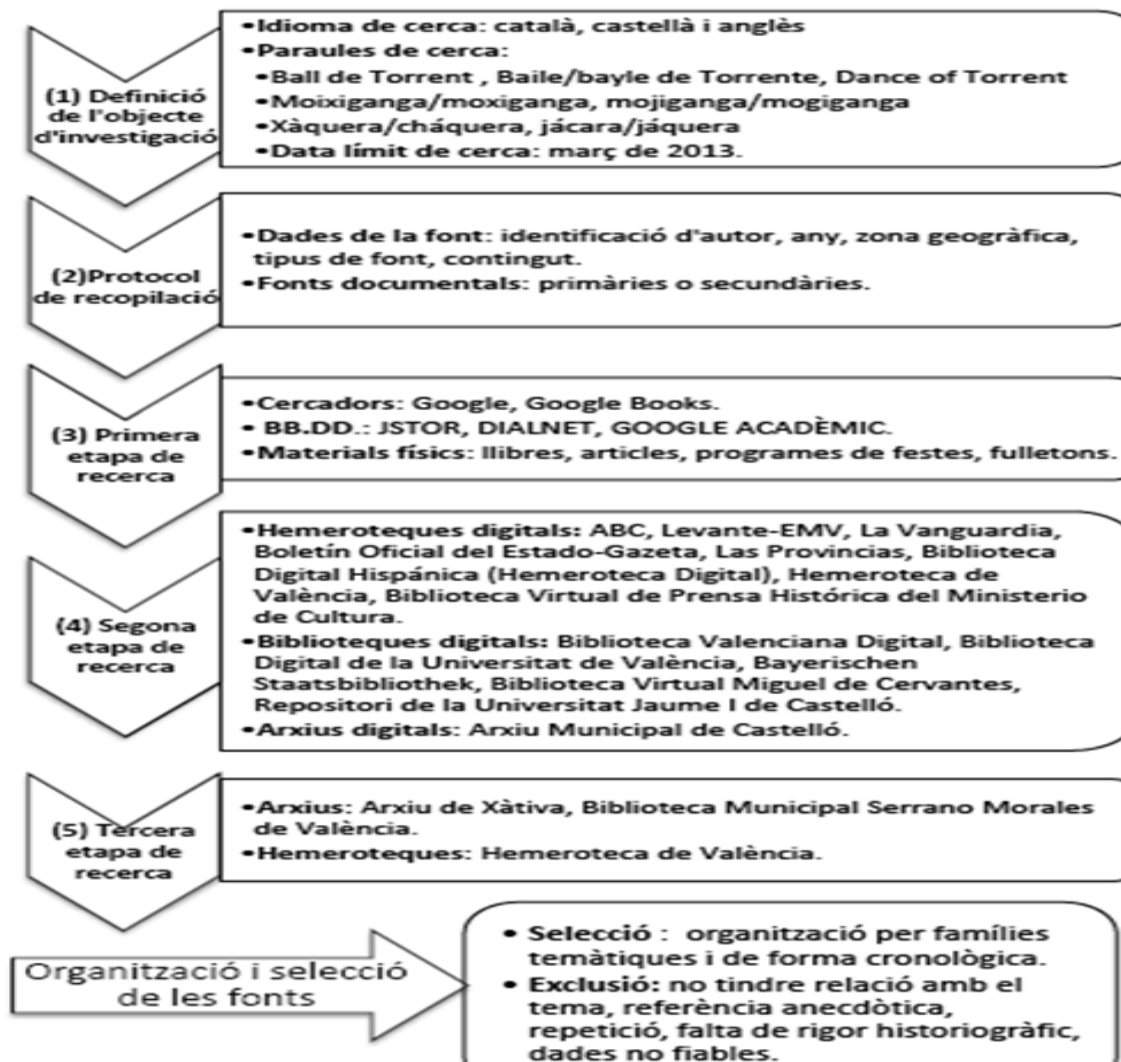 (1) Definició
de l'objecte
d'investigació
•Idioma de cerca: català, castellà i anglès
•Paraules de cerca:
•Ball de Torrent , Baile/bayle de Torrente, Dance of Torrent
•Moixiganga/moxiganga, mojiganga/mogiganga
•Xàquera/cháquera, jácara/jáquera
•Data límit de cerca: març de 2013.
(2)Protocol
de recopilació
•Dades de la font: identificació d'autor, any, zona geogràfica,
tipus de font, contingut.
•Fonts documentals: primàries o secundàries.
(3) Primera
etapa de
recerca
•Cercadors: Google, Google Books.
• BB.DD.: JSTOR, DIALNET, GOOGLE ACADÈMIC.
•Materials físics: llibres, articles, programes de festes, fulletons.
(4) Segona
etapa de
recerca
•Hemeroteques digitals: ABC, Levante-EMV, La Vanguardia,
Boletín Oficial del Estado-Gazeta, Las Provincias, Biblioteca
Digital Hispánica (Hemeroteca Digital), Hemeroteca de
València, Biblioteca Virtual de Prensa Histórica del Ministerio
de Cultura.
•Biblioteques digitals: Biblioteca Valenciana Digital, Biblioteca
Digital de la Universitat de València, Bayerischen
Staatsbibliothek, Biblioteca Virtual Miguel de Cervantes,
Repositori de la Universitat Jaume I de Castelló.
•Arxius digitals: Arxiu Municipal de Castelló.
(5) Tercera
etapa de
recerca
•Arxius: Arxiu de Xàtiva, Biblioteca Municipal Serrano Morales
de València.
•Hemeroteques: Hemeroteca de València.
Organització i selecció
de les fonts
• Selecció : organització per famílies
temàtiques i de forma cronològica.
• Exclusió: no tindre relació amb el
tema, referència anecdòtica,
repetició, falta de rigor historiogràfic,
dades no fiables.